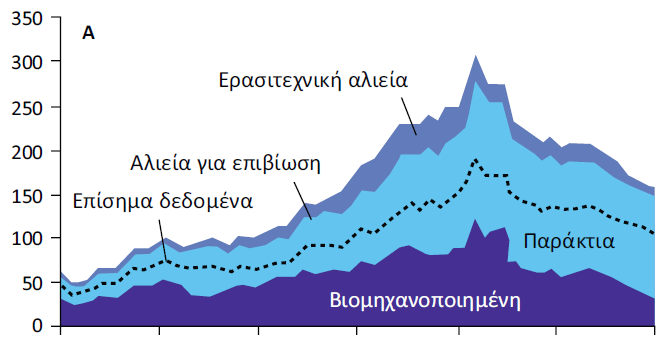 350
A
300
250
Ερασιτεχνική αλιεία
200
Αλιεία για επιβίωση
150
Επίσημα δεδομένα
100
Παράκτια
50
Βιομηχανοποιημένη
0